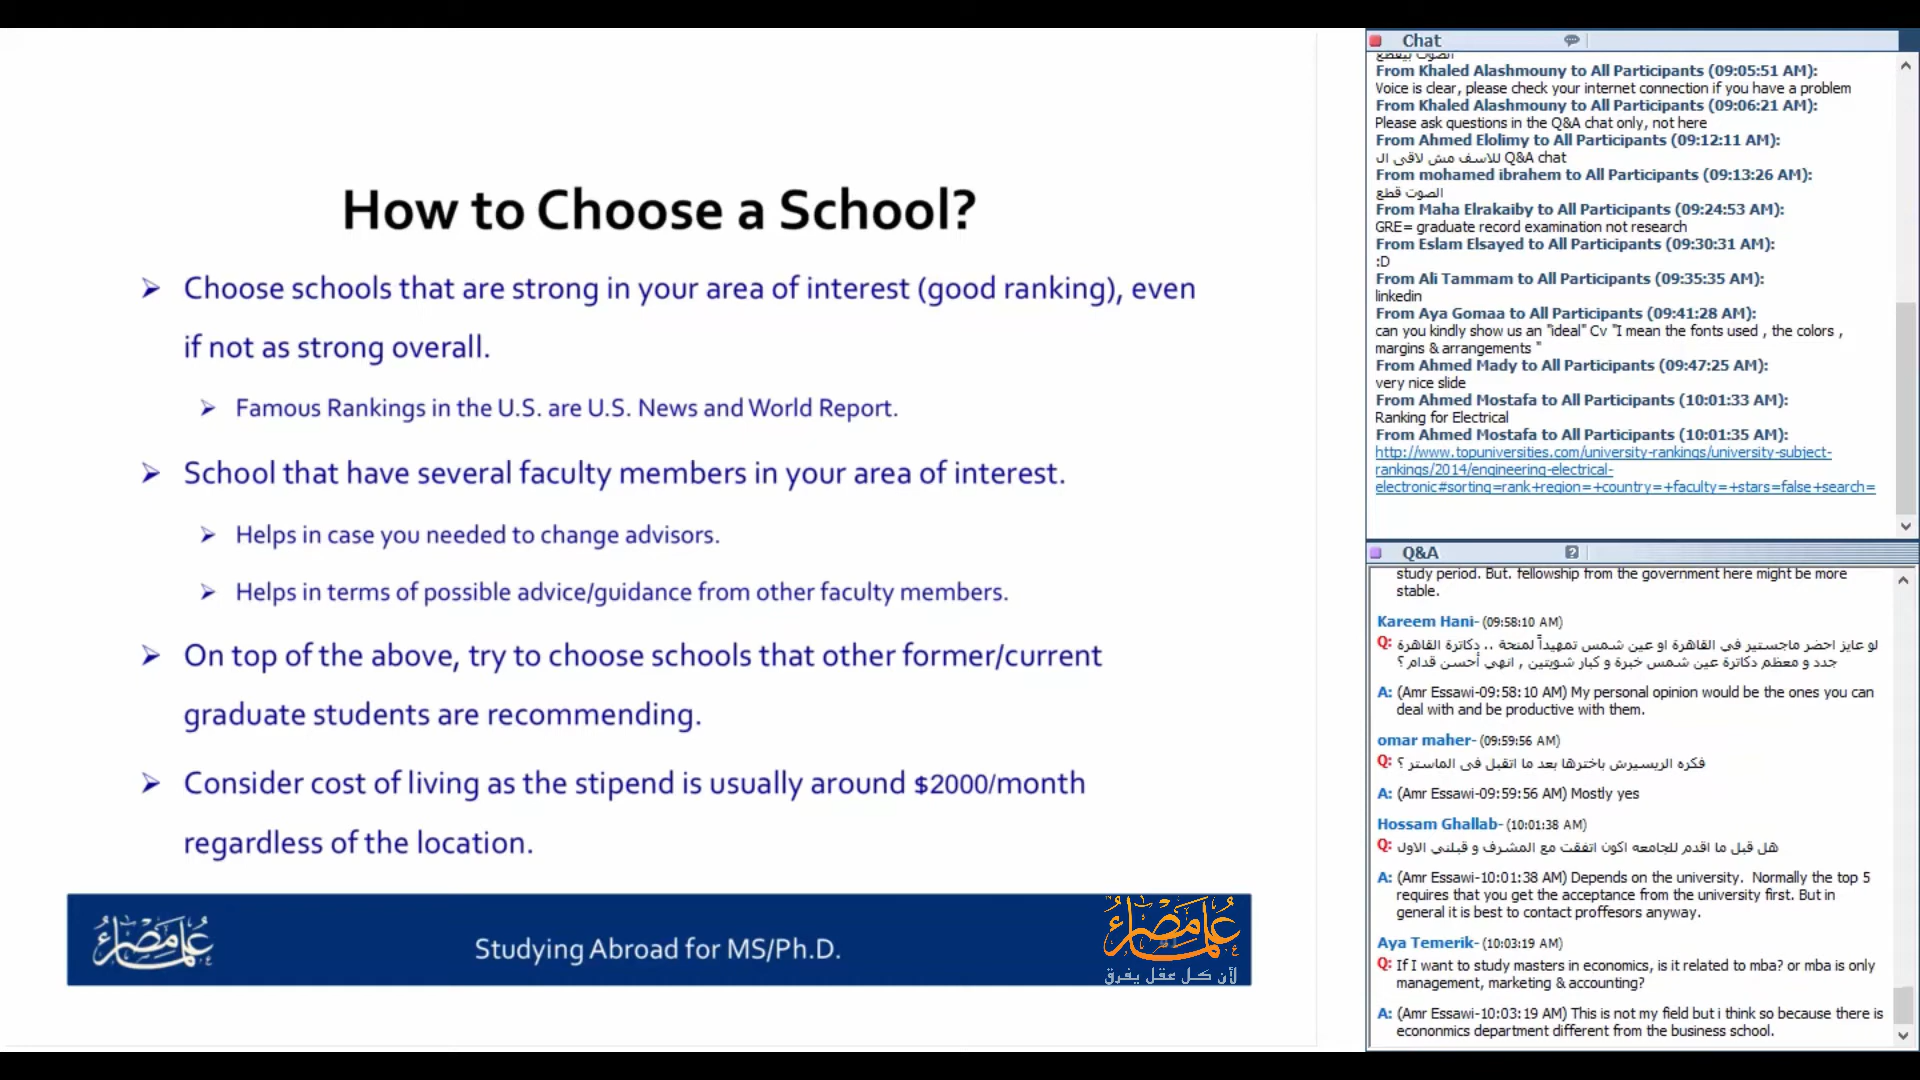 How to Choose a School?
Choose schools that are strong in your area of interest (good ranking), even
if not as strong overall.
Famous Rankings in the U.S. are U.S. News and World Report.
School that have several faculty members in your area of interest.
Helps in case you needed to change advisors.
Helps in terms of possible advice/guidance from other faculty members.
On top of the above, try to choose schools that other former/current
graduate students are recommending.
Consider cost of living as the stipend is usually around $2000/month
regardless of the location.
علماء مصر
Studying Abroad for MS/Ph.D.
علماء مصر
لأن كل عقل يفرق
Chat
الصوت بيقطع
From Khaled Alashmouny to All Participants (09:05:51 AM):
Voice is clear, please check your internet connection if you have a problem
From Khaled Alashmouny to All Participants (09:06:21 AM):
Please ask questions in the Q&A chat only, not here
From Ahmed Elolimy to All Participants (09:12:11 AM):
للاسف مش لاقى ال Q&A chat
From mohamed ibrahem to All Participants (09:13:26 AM):
الصوت قطع
From Maha Elrakaiby to All Participants (09:24:53 AM):
GRE= graduate record examination not research
From Eslam Elsayed to All Participants (09:30:31 AM):
:D
From Ali Tammam to All Participants (09:35:35 AM):
linkedin
From Aya Gomaa to All Participants (09:41:28 AM):
can you kindly show us an "ideal" Cv "I mean the fonts used , the colors ,
margins & arrangements "
From Ahmed Mady to All Participants (09:47:25 AM):
very nice slide
From Ahmed Mostafa to All Participants (10:01:33 AM):
Ranking for Electrical
From Ahmed Mostafa to All Participants (10:01:35 AM):
http://www.topuniversities.com/university-rankings/university-subject-
rankings/2014/engineering-electrical-
electronic#sorting=rank+region=+country=+faculty=+stars=false+search=
Q&A
study period. But. fellowship from the government here might be more
stable.
Kareem Hani- (09:58:10 AM)
Q: لو عايز احضر ماجستير في القاهرة او عين شمس تمهيداً لمنحة .. دكاترة القاهرة
جدد و معظم دكاترة عين شمس خبرة و كبار شويتين , انهي أحسن قدام ؟
A: (Amr Essawi-09:58:10 AM) My personal opinion would be the ones you can
deal with and be productive with them.
omar maher- (09:59:56 AM)
Q: فكره الريسيرش باخترها بعد ما اتقبل فى الماستر ؟
A: (Amr Essawi-09:59:56 AM) Mostly yes
Hossam Ghallab- (10:01:38 AM)
Q: هل قبل ما اقدم للجامعه اكون اتفقت مع المشرف و قبلني الاول
A: (Amr Essawi-10:01:38 AM) Depends on the university. Normally the top 5
requires that you get the acceptance from the university first. But in
general it is best to contact proffesors anyway.
Aya Temerik- (10:03:19 AM)
Q: If I want to study masters in economics, is it related to mba? or mba is only
management, marketing & accounting?
A: (Amr Essawi-10:03:19 AM) This is not my field but i think so because there is
econonmics department different from the business school.